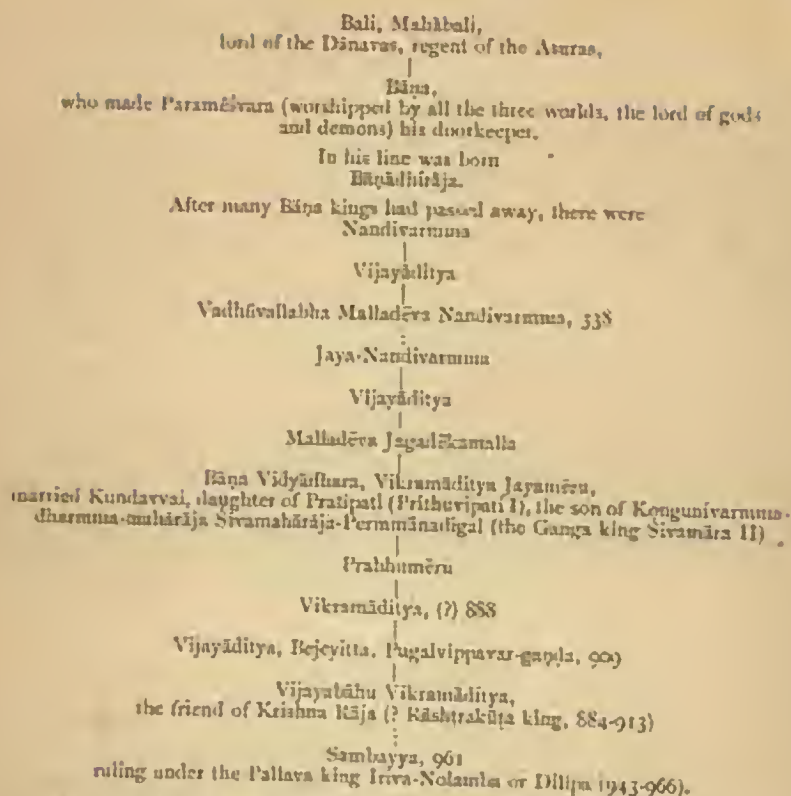 Bali, Mahābali,
lord of the Dānavas, regent of the Asuras,
Bāṇa,
who made Paramēśvara (worshipped by all the three worlds, the lord of gods
and demons) his doorkeeper.
In his line was born
Bāṇādhirāja.
After many Bāṇa kings had passed away, there were
Nandivarmma
Vijayāditya
Vadhūvallabha Malladēva Nandivarmma, 338
Jaya-Nandivarmma
Vijayāditya
Malladēva Jagadēkamalla
Bāṇa Vidyādhara, Vikramāditya Jayamēru,
married Kundavvai, daughter of Pratipati (Prithuvipati I), the son of Kongunivarmma-
dharmma-mahārāja Śivamahārāja-Permmānadigal (the Ganga king Śivamāra II)
Prabhumēru
Vikramāditya, (?) 888
Vijayāditya, Bejeyitta, Pugalvippavar-gaṇḍa, 909
Vijayabāhu Vikramāditya,
the friend of Krishna Rāja (? Rāshṭrakūṭa king, 884-913)
Sambayya, 961
ruling under the Pallava king Iriva-Nolamba or Dilīpa (943-966).